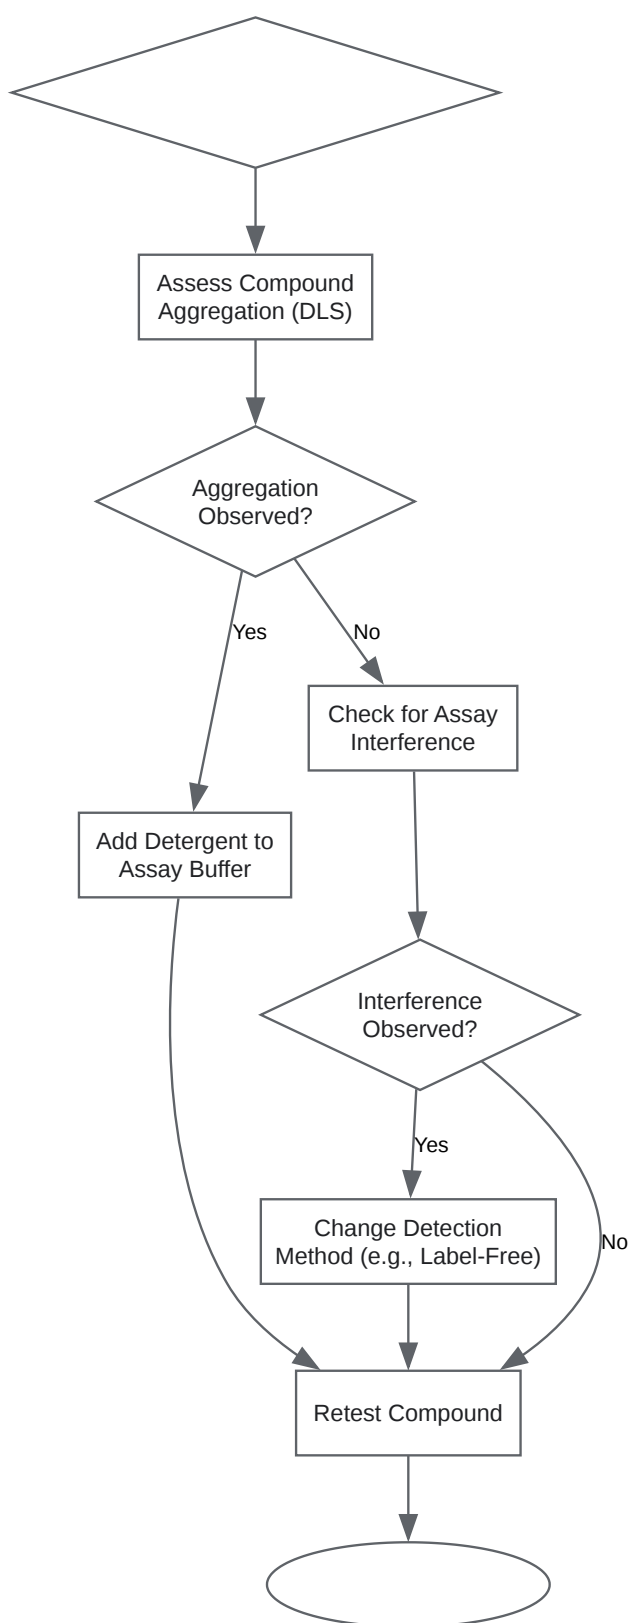 Assess Compound
Aggregation (DLS)
Aggregation
Observed?
Yes
No
Check for Assay
Interference
Add Detergent to
Assay Buffer
Interference
Observed?
Yes
Change Detection
Method (e.g., Label-Free)
No
Retest Compound